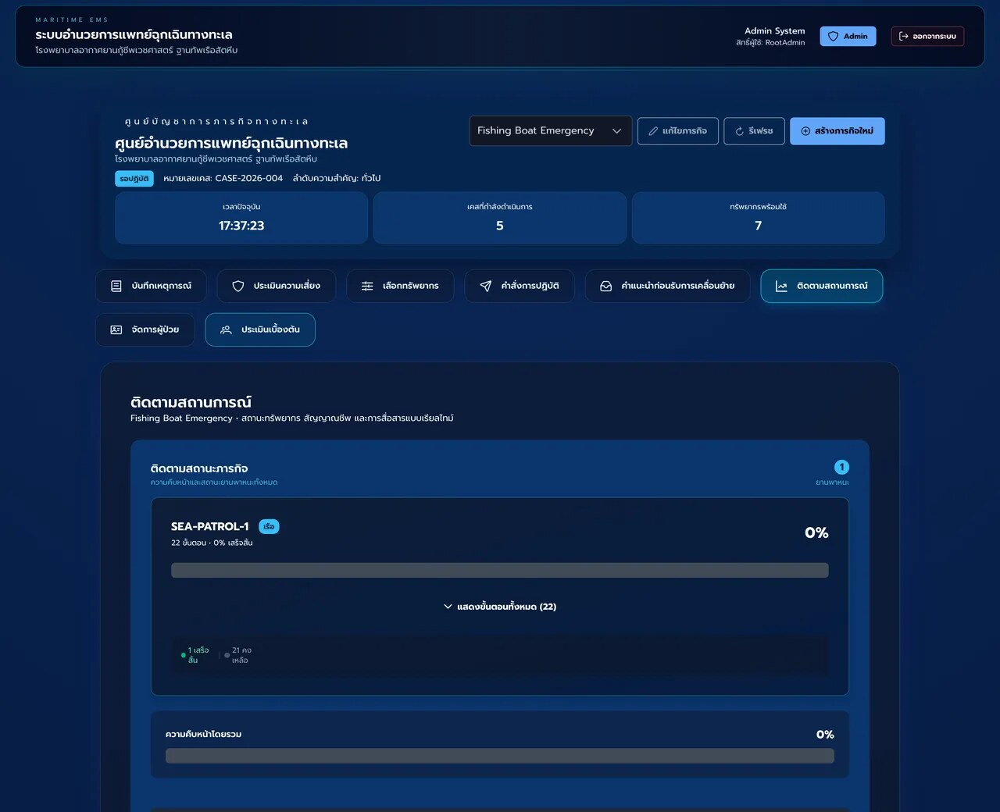 MARITIME EMS
ระบบอำนวยการแพทย์ฉุกเฉินทางทะเล
โรงพยาบาลอากาศยานกู้ชีพเวชศาสตร์ ฐานทัพเรือสัตหีบ
Admin System
สิทธิ์ผู้ใช้: RootAdmin
Admin
ออกจากระบบ
ศูนย์บัญชาการภารกิจทางทะเล
ศูนย์อำนวยการแพทย์ฉุกเฉินทางทะเล
โรงพยาบาลอากาศยานกู้ชีพเวชศาสตร์ ฐานทัพเรือสัตหีบ
Fishing Boat Emergency
แก้ไขภารกิจ
รีเฟรช
สร้างภารกิจใหม่
รอปฏิบัติ หมายเลขเคส: CASE-2026-004 ลำดับความสำคัญ: ทั่วไป
เวลาปัจจุบัน
17:37:23
เคสที่กำลังดำเนินการ
5
ทรัพยากรพร้อมใช้
7
บันทึกเหตุการณ์
ประเมินความเสี่ยง
เลือกทรัพยากร
คำสั่งการปฏิบัติ
คำแนะนำก่อนรับการเคลื่อนย้าย
ติดตามสถานการณ์
จัดการผู้ป่วย
ประเมินเบื้องต้น
ติดตามสถานการณ์
Fishing Boat Emergency · สถานะทรัพยากร สัญญาณชีพ และการสื่อสารแบบเรียลไทม์
ติดตามสถานะภารกิจ
ความคืบหน้าและสถานะยานพาหนะทั้งหมด
1
ยานพาหนะ
SEA-PATROL-1 เรือ
22 ขั้นตอน · 0% เสร็จสิ้น
0%
แสดงขั้นตอนทั้งหมด (22)
1 เสร็จ
สิ้น
21 คง
เหลือ
ความคืบหน้าโดยรวม
0%